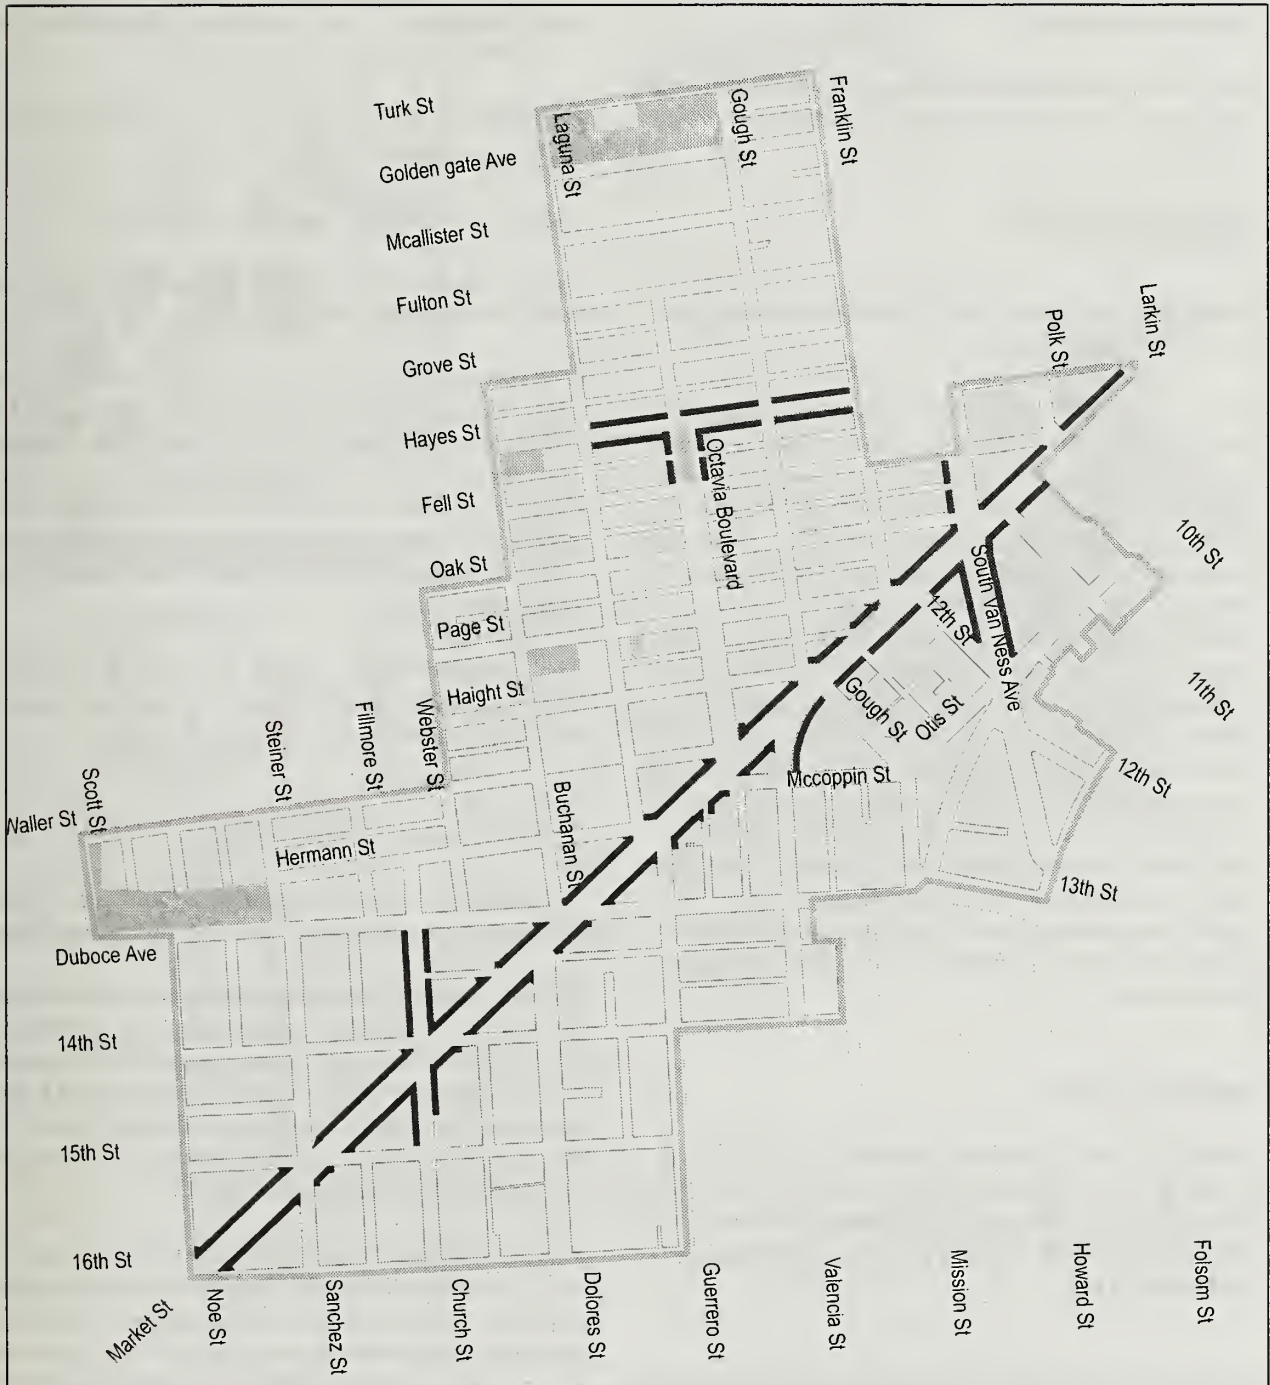 Turk St
Golden gate Ave
Mcallister St
Fulton St
Grove St
Hayes St
Fell St
Oak St
Page St
Haight St
Laguna St
Gough St
Franklin St
Polk St
Larkin St
Octavia Boulevard
10th St
South Van Ness Ave
12th St
11th St
Gough St
Otis St
Mccoppin St
12th St
13th St
Scott St
Steiner St
Fillmore St
Webster St
Buchanan St
Waller St
Hermann St
Duboce Ave
14th St
15th St
16th St
Market St
Noe St
Sanchez St
Church St
Dolores St
Guerrero St
Valencia St
Mission St
Howard St
Folsom St